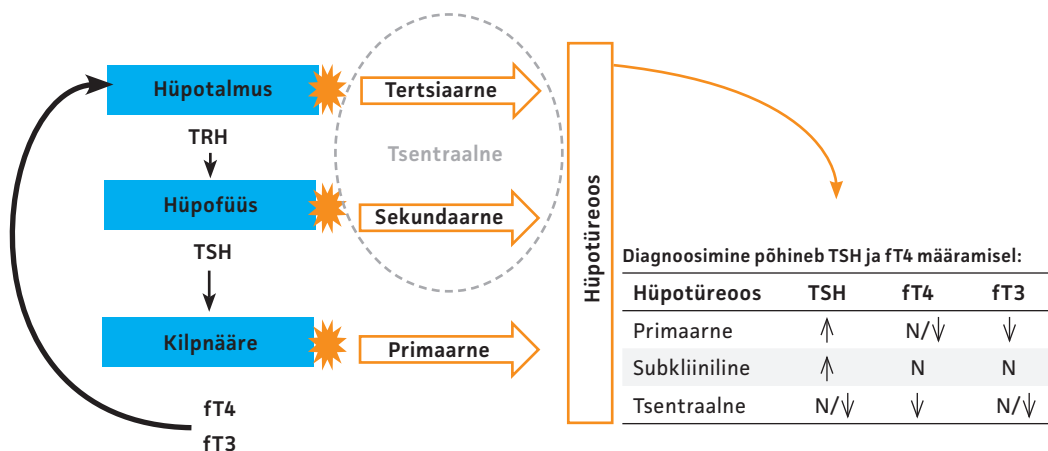 Hüpotalmus
Tertsiaarne
TRH
Tsentraalne
Hüpofüüs
Sekundaarne
TSH
Kilpnääre
Primaarne
fT4
fT3
Hüpotüreoos
Diagnoosimine põhineb TSH ja fT4 määramisel:
Hüpotüreoos TSH fT4 fT3
Primaarne ↑ N/↓ ↓
Subkliiniline ↑ N N
Tsentraalne N/↓ ↓ N/↓